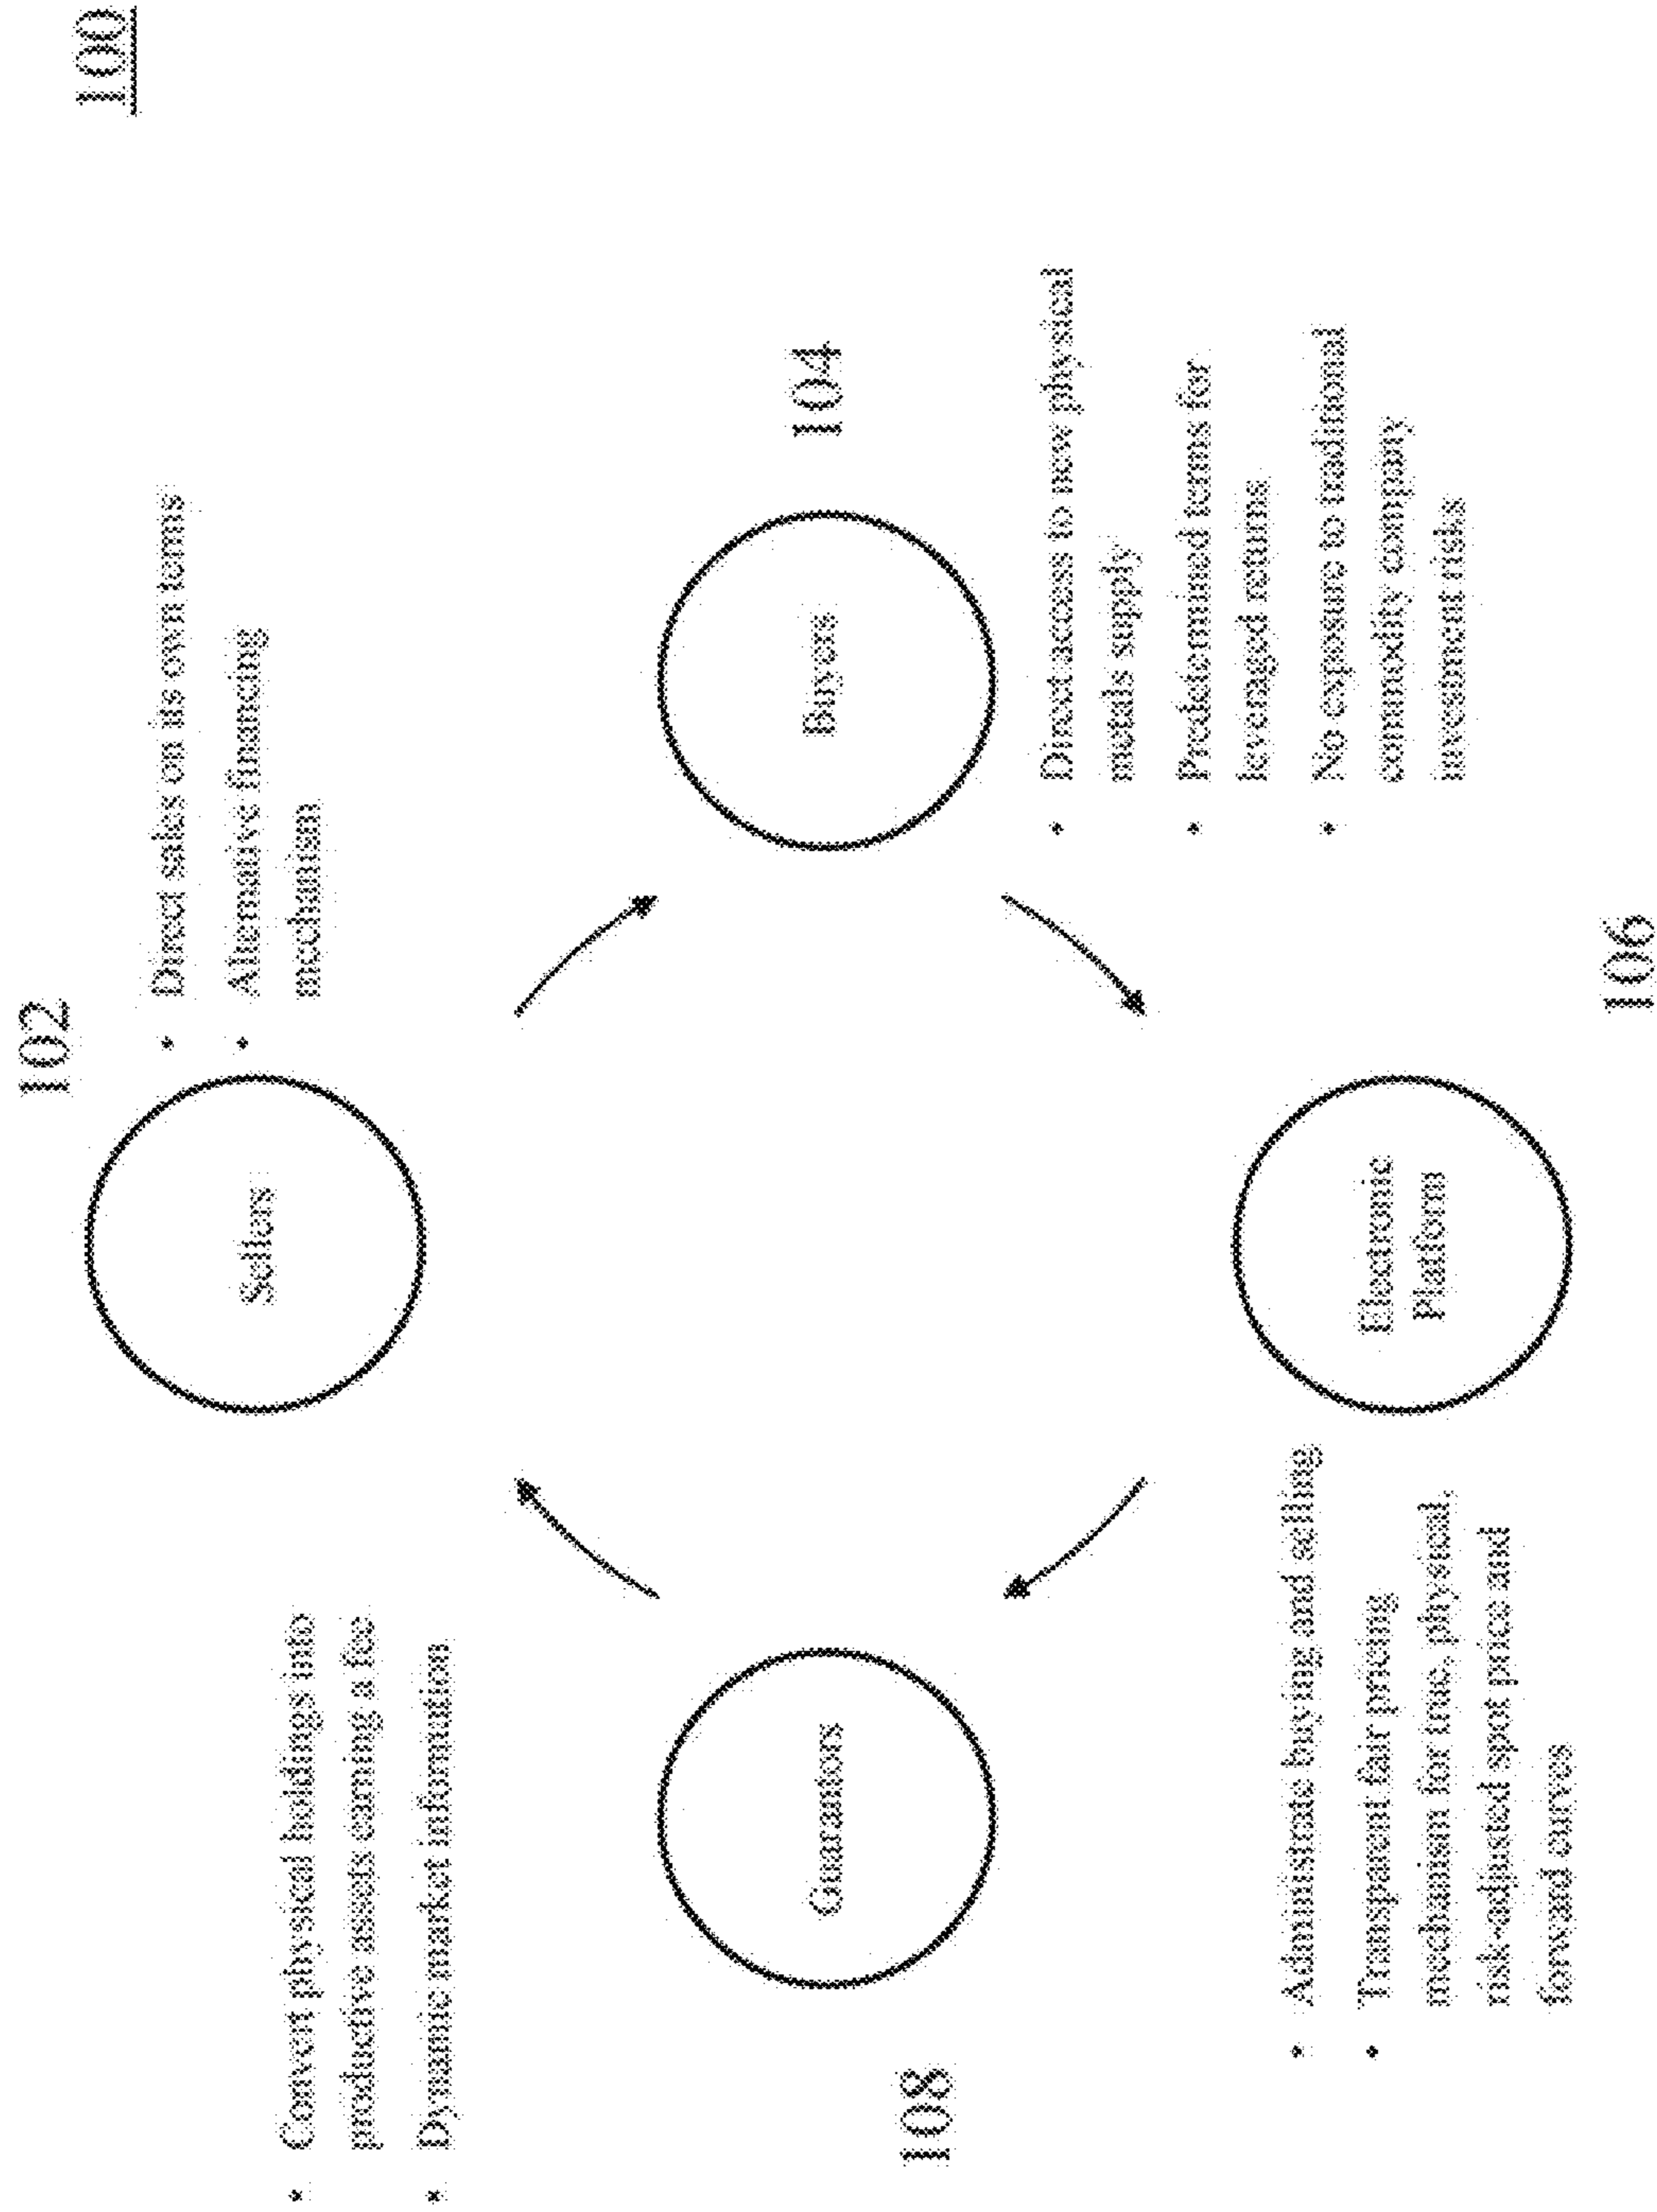 100
102
Sellers
• Direct sales on its own terms
• Alternative financing
mechanism
• Convert physical holdings into
productive assets earning a fee
• Dynamic market information
Guarantors
108
Buyers
104
• Direct access to new physical
metals supply
• Predetermined terms for
leveraged returns
• No exposure to traditional
commodity company
investment risks
Electronic
Platform
106
• Administrate buying and selling
• Transparent fair pricing
mechanism for true, physical,
risk-adjusted spot price and
forward curves